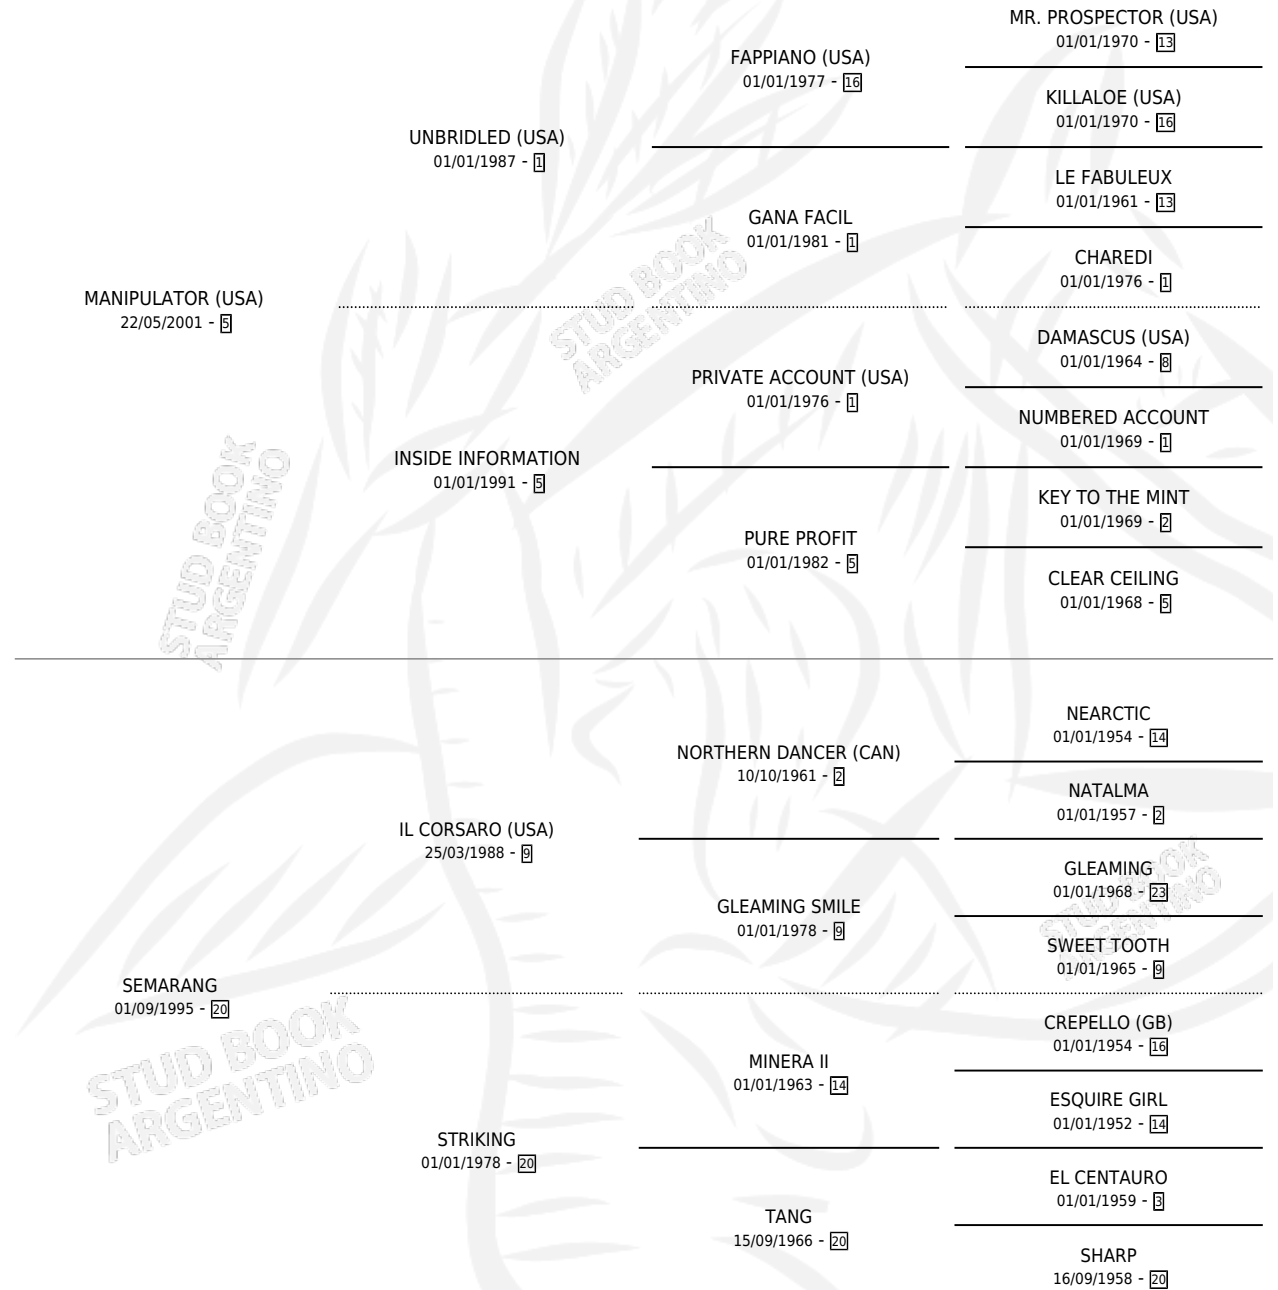 MR. PROSPECTOR (USA)
01/01/1970 - 13
FAPPIANO (USA)
01/01/1977 - 16
KILLALOE (USA)
01/01/1970 - 16
UNBRIDLED (USA)
01/01/1987 - 1
LE FABULEUX
01/01/1961 - 13
GANA FACIL
01/01/1981 - 1
CHAREDI
01/01/1976 - 1
MANIPULATOR (USA)
22/05/2001 - 5
DAMASCUS (USA)
01/01/1964 - 8
PRIVATE ACCOUNT (USA)
01/01/1976 - 1
NUMBERED ACCOUNT
01/01/1969 - 1
INSIDE INFORMATION
01/01/1991 - 5
KEY TO THE MINT
01/01/1969 - 2
PURE PROFIT
01/01/1982 - 5
CLEAR CEILING
01/01/1968 - 5
NEARCTIC
01/01/1954 - 14
NORTHERN DANCER (CAN)
10/10/1961 - 2
NATALMA
01/01/1957 - 2
IL CORSARO (USA)
25/03/1988 - 9
GLEAMING
01/01/1968 - 23
GLEAMING SMILE
01/01/1978 - 9
SWEET TOOTH
01/01/1965 - 9
SEMARANG
01/09/1995 - 20
CREPELLO (GB)
01/01/1954 - 16
MINERA II
01/01/1963 - 14
ESQUIRE GIRL
01/01/1952 - 14
STRIKING
01/01/1978 - 20
EL CENTAURO
01/01/1959 - 3
TANG
15/09/1966 - 20
SHARP
16/09/1958 - 20
STUD BOOK
ARGENTINO
STUD BOOK
ARGENTINO
STUD BOOK
ARGENTINO
STUD BOOK
ARGENTINO